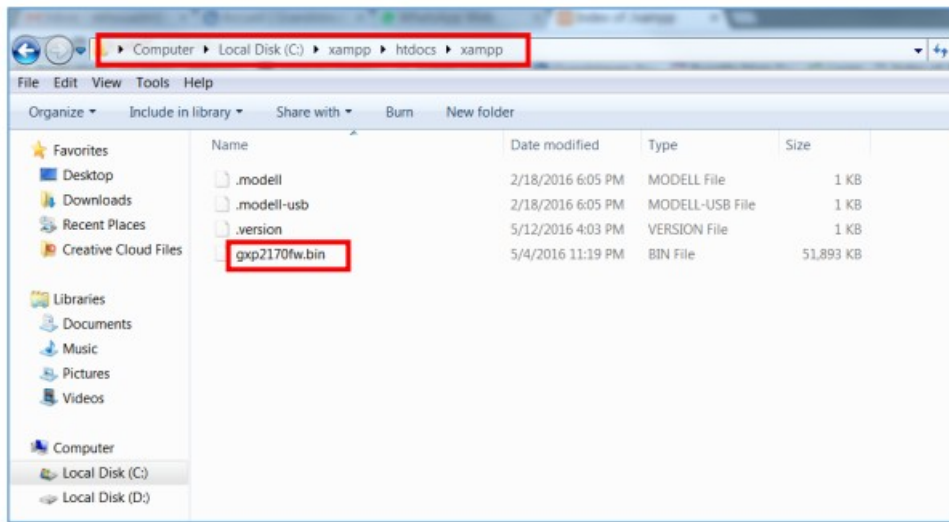 Computer ▸ Local Disk (C:) ▸ xampp ▸ htdocs ▸ xampp
File Edit View Tools Help
Organize Include in library Share with Burn New folder
Name Date modified Type Size
Favorites
Desktop
Downloads
Recent Places
Creative Cloud Files
Libraries
Documents
Music
Pictures
Videos
Computer
Local Disk (C:)
Local Disk (D:)
.modell 2/18/2016 6:05 PM MODELL File 1 KB
.modell-usb 2/18/2016 6:05 PM MODELL-USB File 1 KB
.version 5/12/2016 4:03 PM VERSION File 1 KB
gxp2170fw.bin 5/4/2016 11:19 PM BIN File 51,893 KB